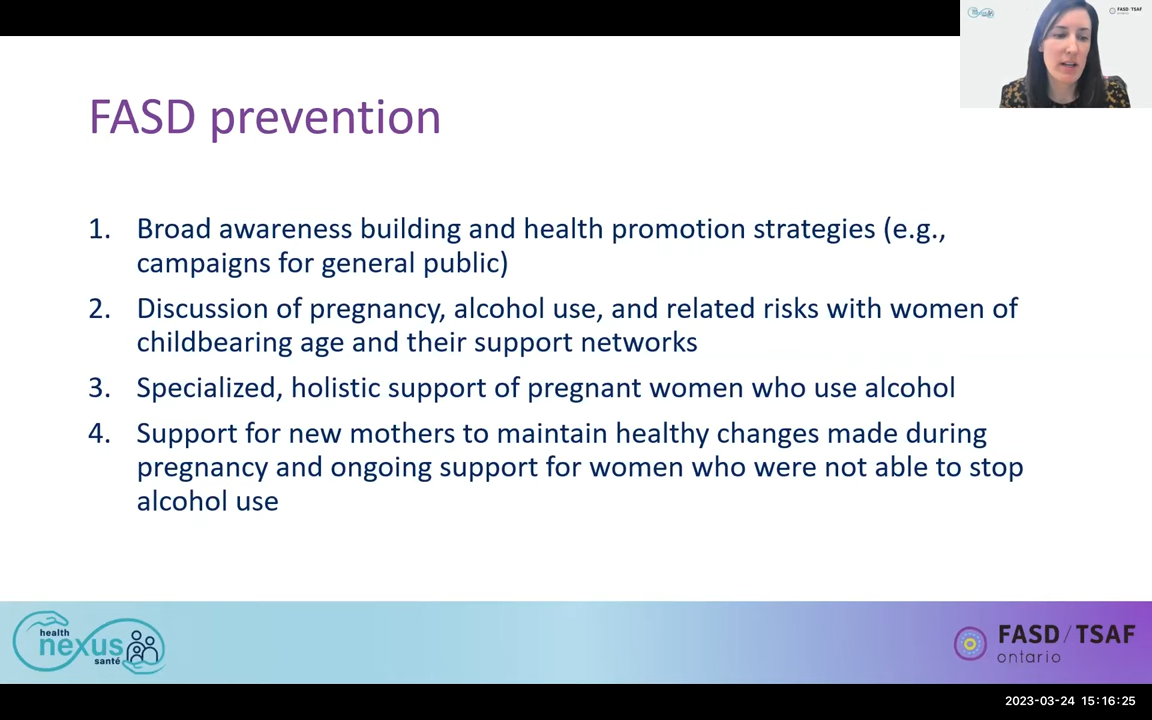 FASD / TSAF
FASD prevention
1. Broad awareness building and health promotion strategies (e.g.,
campaigns for general public)
2. Discussion of pregnancy, alcohol use, and related risks with women of
childbearing age and their support networks
3. Specialized, holistic support of pregnant women who use alcohol
4. Support for new mothers to maintain healthy changes made during
pregnancy and ongoing support for women who were not able to stop
alcohol use
health
nexus
santé
FASD / TSAF
ontario
2023-03-24 15:16:25